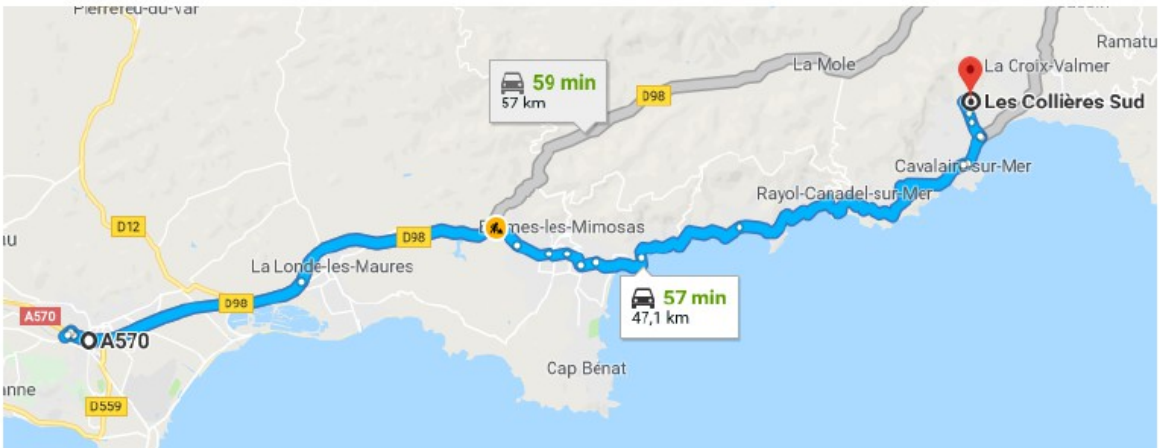 Pierrefeu-du-Var
Ramatu
La Mole
La Croix-Valmer
59 min
57 km
D98
Les Collières Sud
Cavalaire-sur-Mer
Rayol-Canadel-sur-Mer
D12
D98
mes-les-Mimosas
La Londe-les-Maures
D98
57 min
47,1 km
A570
A570
Cap Bénat
anne
D559